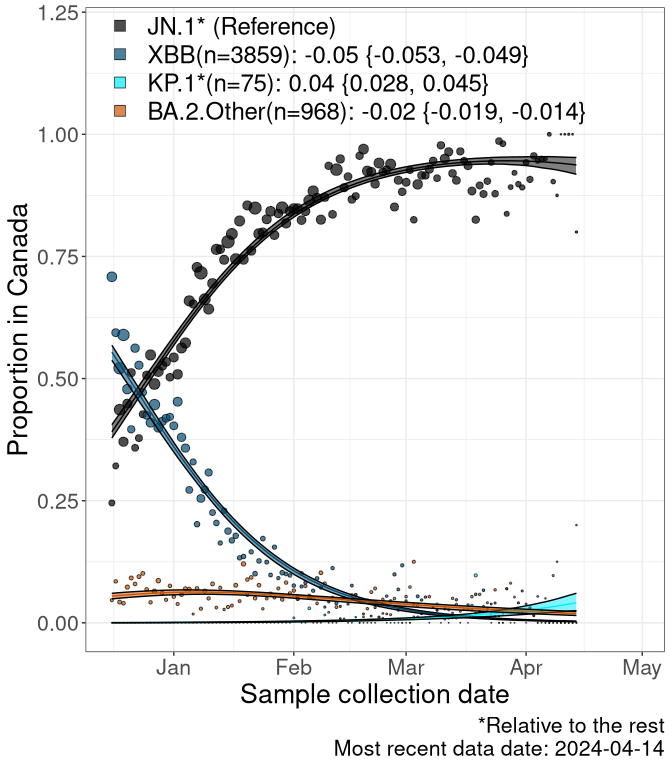 1.25
JN.1* (Reference)
XBB(n=3859): -0.05 {-0.053, -0.049}
KP.1*(n=75): 0.04 {0.028, 0.045}
BA.2.Other(n=968): -0.02 {-0.019, -0.014}
1.00
0.75
0.50
0.25
0.00
Proportion in Canada
Jan Feb Mar Apr May
Sample collection date
*Relative to the rest
Most recent data date: 2024-04-14